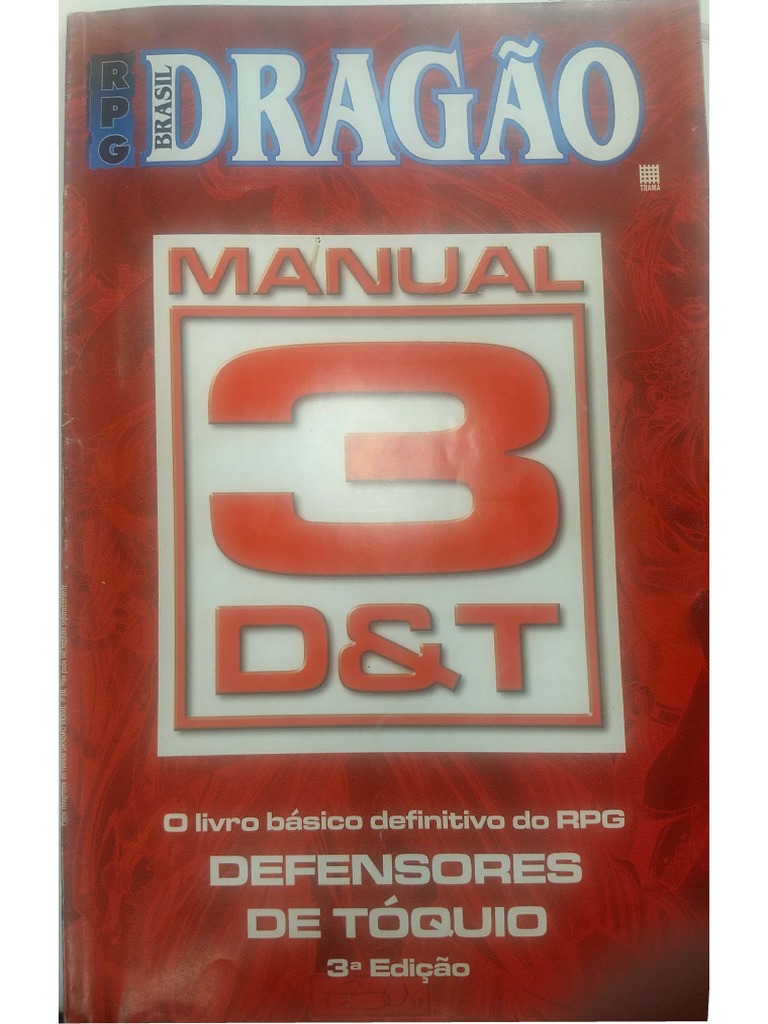 RPG
DRAGÃO
BRASIL
TRAMA
MANUAL
3
D&T
O livro básico definitivo do RPG
DEFENSORES
DE TÓQUIO
3ª Edição